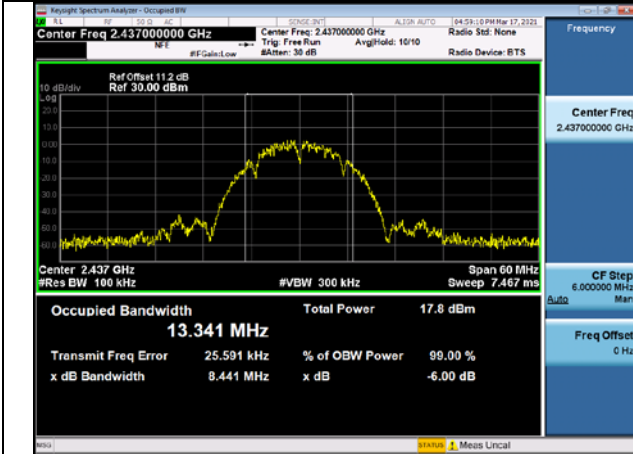 Keysight Spectrum Analyzer - Occupied BW
RL RF 50 Ω AC SENSE:INT ALIGN AUTO 04:59:10 PM Mar 17, 2021
Center Freq 2.437000000 GHz
NFE
#IFGain:Low
Center Freq: 2.437000000 GHz
Trig: Free Run Avg|Hold: 10/10
#Atten: 30 dB
Radio Std: None
Radio Device: BTS
Frequency
Ref Offset 11.2 dB
10 dB/div Ref 30.00 dBm
Log
20.0
10.0
0.00
10.0
20.0
30.0
40.0
50.0
60.0
Center 2.437 GHz Span 60 MHz
#Res BW 100 kHz #VBW 300 kHz Sweep 7.467 ms
Occupied Bandwidth Total Power 17.8 dBm
13.341 MHz
Transmit Freq Error 25.591 kHz % of OBW Power 99.00 %
x dB Bandwidth 8.441 MHz x dB -6.00 dB
Center Freq
2.437000000 GHz
CF Step
6.000000 MHz
Auto Man
Freq Offset
0 Hz
MSG STATUS Meas Uncal